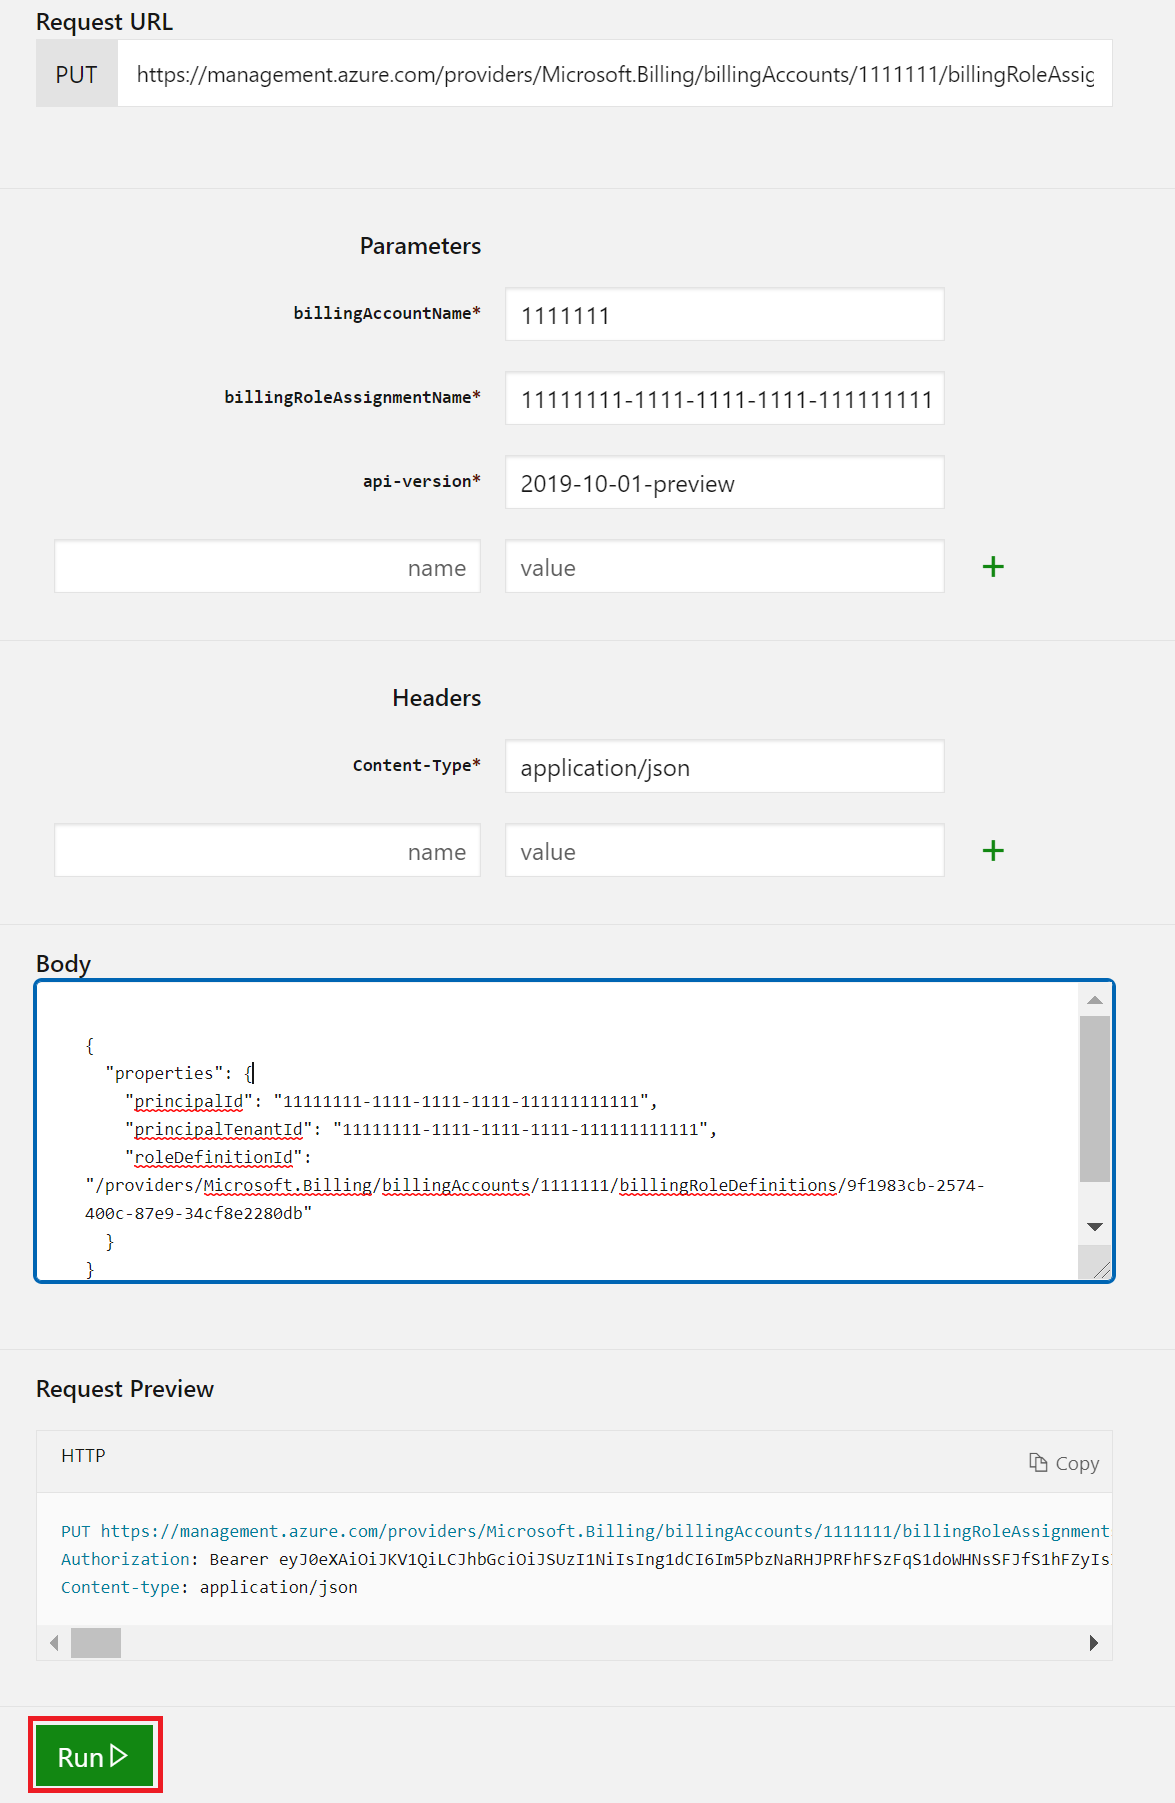 Request URL
PUT https://management.azure.com/providers/Microsoft.Billing/billingAccounts/1111111/billingRoleAssig
Parameters
billingAccountName* 1111111
billingRoleAssignmentName* 11111111-1111-1111-1111-111111111
api-version* 2019-10-01-preview
name value +
Headers
Content-Type* application/json
name value +
Body
{
"properties": {
"principalId": "11111111-1111-1111-1111-111111111111",
"principalTenantId": "11111111-1111-1111-1111-111111111111",
"roleDefinitionId":
"/providers/Microsoft.Billing/billingAccounts/1111111/billingRoleDefinitions/9f1983cb-2574-
400c-87e9-34cf8e2280db"
}
}
Request Preview
HTTP Copy
PUT https://management.azure.com/providers/Microsoft.Billing/billingAccounts/1111111/billingRoleAssignment
Authorization: Bearer eyJ0eXAiOiJKV1QiLCJhbGciOiJSUzI1NiIsIng1dCI6Im5PbzNaRHJPRFhFSzFqS1doWHNsSFJfS1hFZyIs
Content-type: application/json
Run